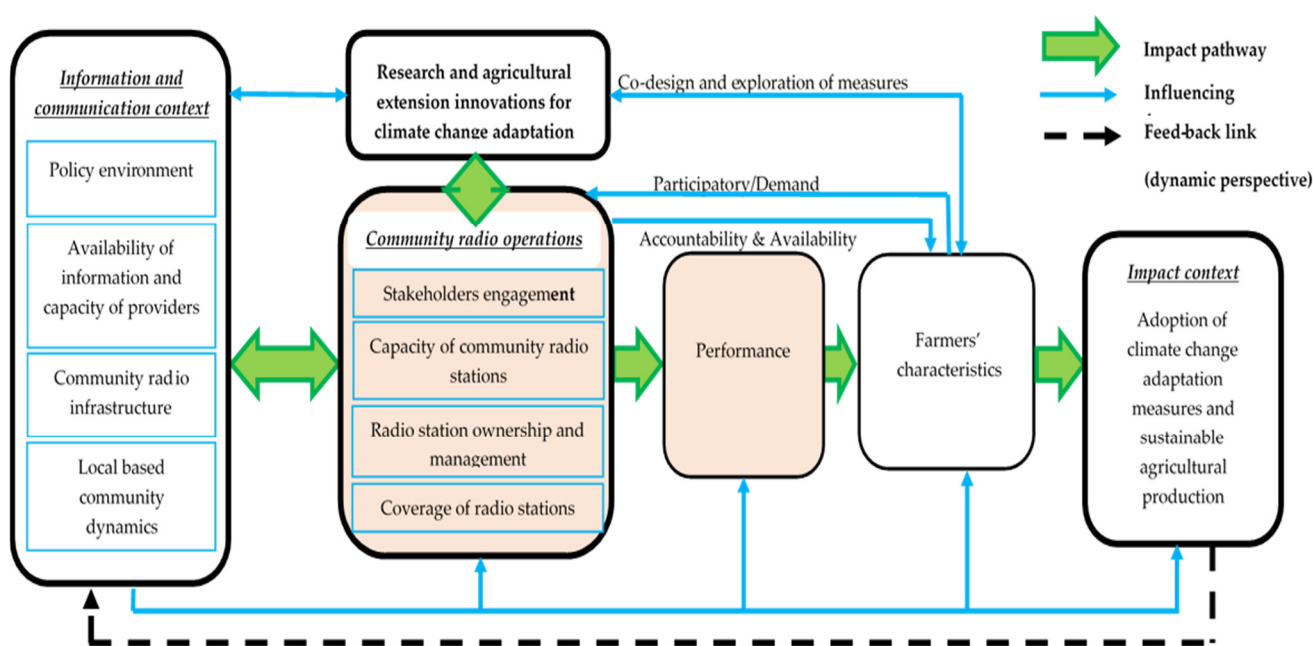 Information and
communication context
Policy environment
Availability of
information and
capacity of providers
Community radio
infrastructure
Local based
community
dynamics
Research and agricultural
extension innovations for
climate change adaptation
Community radio operations
Stakeholders engagement
Capacity of community radio
stations
Radio station ownership and
management
Coverage of radio stations
Co-design and exploration of measures
Participatory/Demand
Accountability & Availability
Performance
Farmers'
characteristics
Impact context
Adoption of
climate change
adaptation
measures and
sustainable
agricultural
production
Impact pathway
Influencing
Feed-back link
(dynamic perspective)